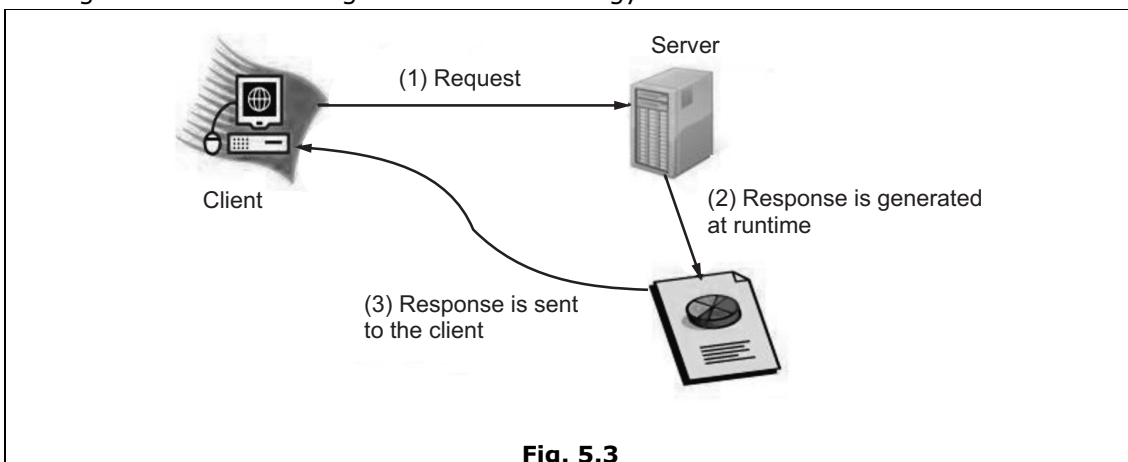 Server
(1) Request
Client
(2) Response is generated
at runtime
(3) Response is sent
to the client
Fig. 5.3